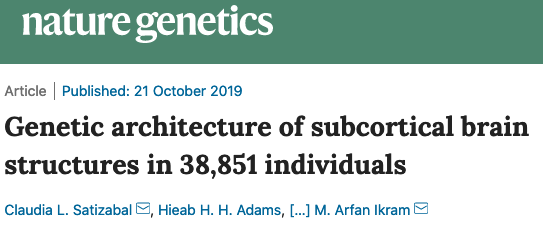 nature genetics
Article | Published: 21 October 2019
Genetic architecture of subcortical brain
structures in 38,851 individuals
Claudia L. Satizabal, Hieab H. H. Adams, [...] M. Arfan Ikram